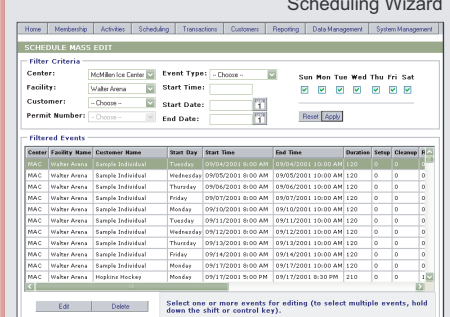 Scheduling Wizard
Home Membership Activities Scheduling Transactions Customers Reporting Data Management System Management
SCHEDULE MASS EDIT
Filter Criteria
Center: McMillen Ice Center Event Type: -- Choose -- Sun Mon Tue Wed Thu Fri Sat
Facility: Walter Arena Start Time:
Customer: -- Choose -- Start Date:
Permit Number: -- Choose -- End Date: Reset Apply
Filtered Events
Center Facility Name Customer Name Start Day Start Time End Time Duration Setup Cleanup
MAC Walter Arena Sample Individual Tuesday 09/04/2001 8:00 AM 09/04/2001 10:00 AM 120 0 0 0
MAC Walter Arena Sample Individual Wednesday 09/05/2001 8:00 AM 09/05/2001 10:00 AM 120 0 0 0
MAC Walter Arena Sample Individual Thursday 09/06/2001 8:00 AM 09/06/2001 10:00 AM 120 0 0 0
MAC Walter Arena Sample Individual Friday 09/07/2001 8:00 AM 09/07/2001 10:00 AM 120 0 0 0
MAC Walter Arena Sample Individual Monday 09/10/2001 8:00 AM 09/10/2001 10:00 AM 120 0 0 0
MAC Walter Arena Sample Individual Tuesday 09/11/2001 8:00 AM 09/11/2001 10:00 AM 120 0 0 0
MAC Walter Arena Sample Individual Wednesday 09/12/2001 8:00 AM 09/12/2001 10:00 AM 120 0 0 0
MAC Walter Arena Sample Individual Thursday 09/13/2001 8:00 AM 09/13/2001 10:00 AM 120 0 0 0
MAC Walter Arena Sample Individual Friday 09/14/2001 8:00 AM 09/14/2001 10:00 AM 120 0 0 0
MAC Walter Arena Sample Individual Monday 09/17/2001 8:00 AM 09/17/2001 10:00 AM 120 0 0 0
MAC Walter Arena Hopkins Hockey Monday 09/17/2001 5:00 PM 09/17/2001 8:30 PM 210 0 0 1
Edit Delete Select one or more events for editing (to select multiple events, hold
down the shift or control key).